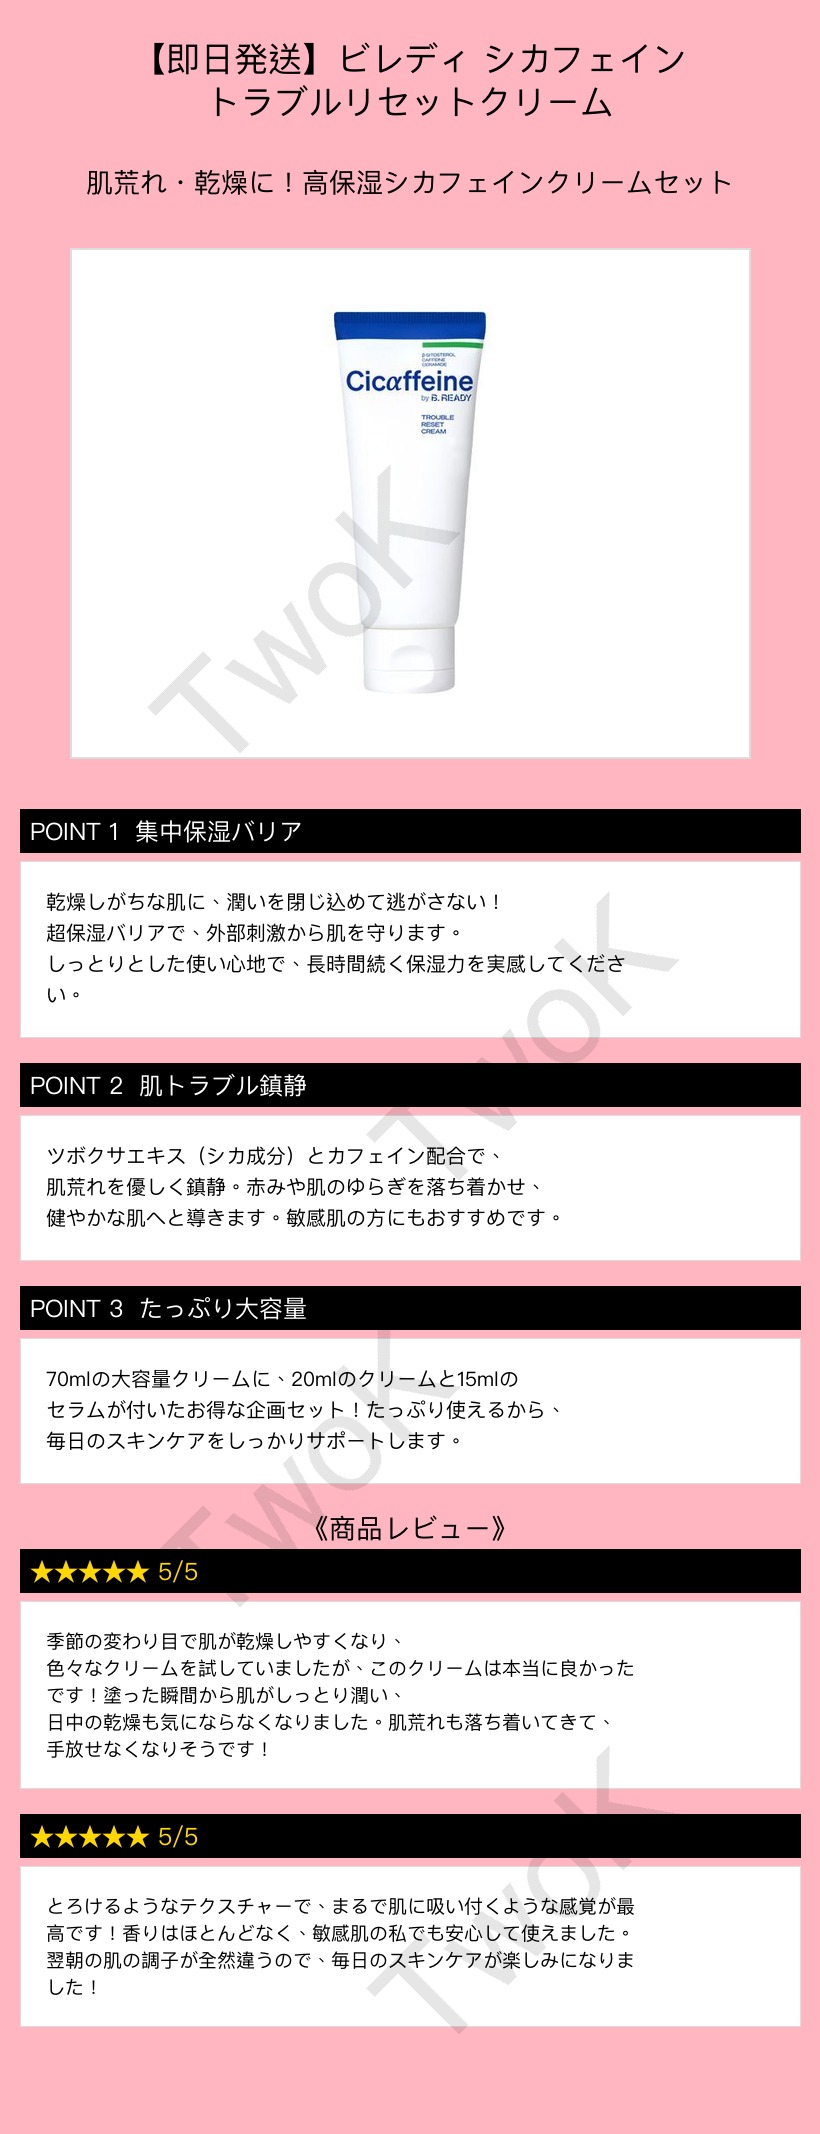 【即日発送】ビレディ シカフェイン
トラブルリセットクリーム
肌荒れ・乾燥に！高保湿シカフェインクリームセット
β-SITOSTEROL
CAFFEINE
CERAMIDE
Cicαffeine
by B. READY
TROUBLE
RESET
CREAM
TwoK
POINT 1 集中保湿バリア
乾燥しがちな肌に、潤いを閉じ込めて逃がさない！
超保湿バリアで、外部刺激から肌を守ります。
しっとりとした使い心地で、長時間続く保湿力を実感してくださ
い。
TwoK
POINT 2 肌トラブル鎮静
ツボクサエキス（シカ成分）とカフェイン配合で、
肌荒れを優しく鎮静。赤みや肌のゆらぎを落ち着かせ、
健やかな肌へと導きます。敏感肌の方にもおすすめです。
POINT 3 たっぷり大容量
70mlの大容量クリームに、20mlのクリームと15mlの
セラムが付いたお得な企画セット！たっぷり使えるから、
毎日のスキンケアをしっかりサポートします。
TwoK
《商品レビュー》
★★★★★ 5/5
季節の変わり目で肌が乾燥しやすくなり、
色々なクリームを試していましたが、このクリームは本当に良かった
です！塗った瞬間から肌がしっとり潤い、
日中の乾燥も気にならなくなりました。肌荒れも落ち着いてきて、
手放せなくなりそうです！
★★★★★ 5/5
とろけるようなテクスチャーで、まるで肌に吸い付くような感覚が最
高です！香りはほとんどなく、敏感肌の私でも安心して使えました。
翌朝の肌の調子が全然違うので、毎日のスキンケアが楽しみになりま
した！
TwoK